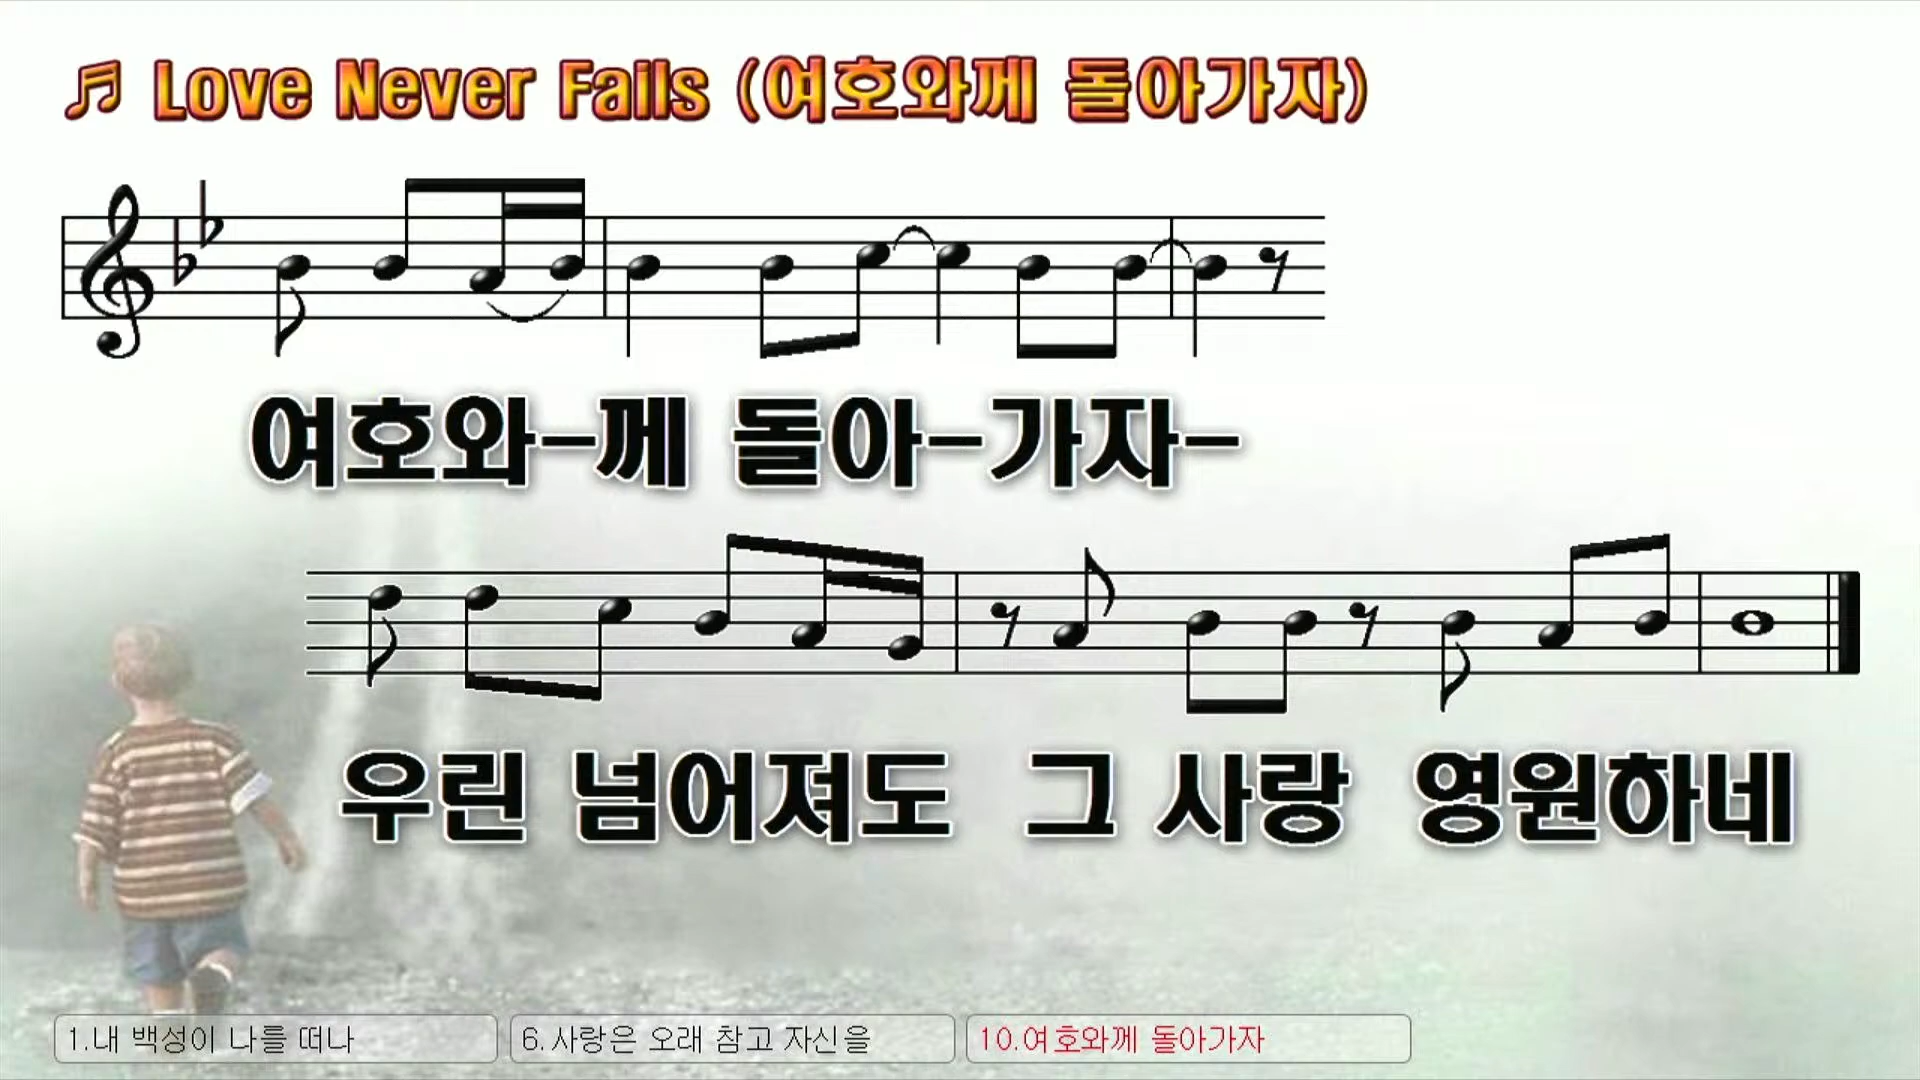 ♬ Love Never Fails (여호와께 돌아가자)
여호와-께 돌아-가자-
우린 넘어져도 그 사랑 영원하네
1.내 백성이 나를 떠나
6.사랑은 오래 참고 자신을
10.여호와께 돌아가자